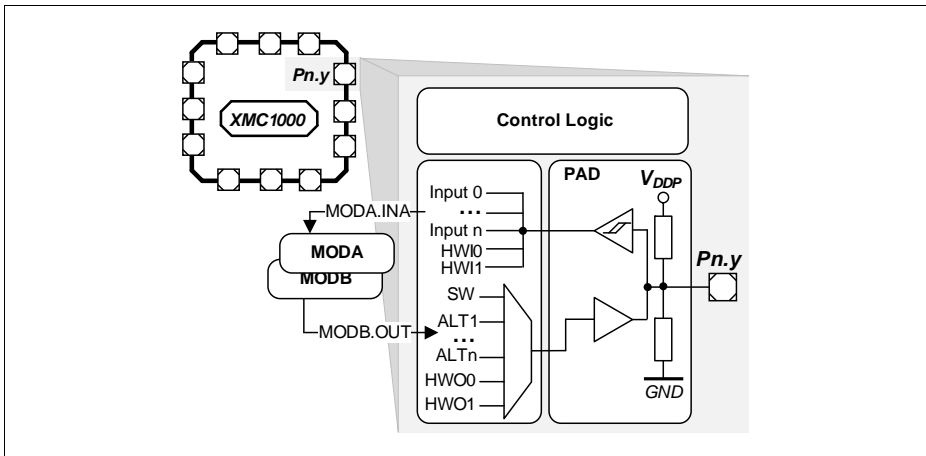 Pn.y
XMC1000
Control Logic
PAD
VDDP
Input 0
...
Input n
HWI0
HWI1
MODA.INA
MODA
MODB
Pn.y
SW
ALT1
...
ALTn
HWO0
HWO1
MODB.OUT
GND